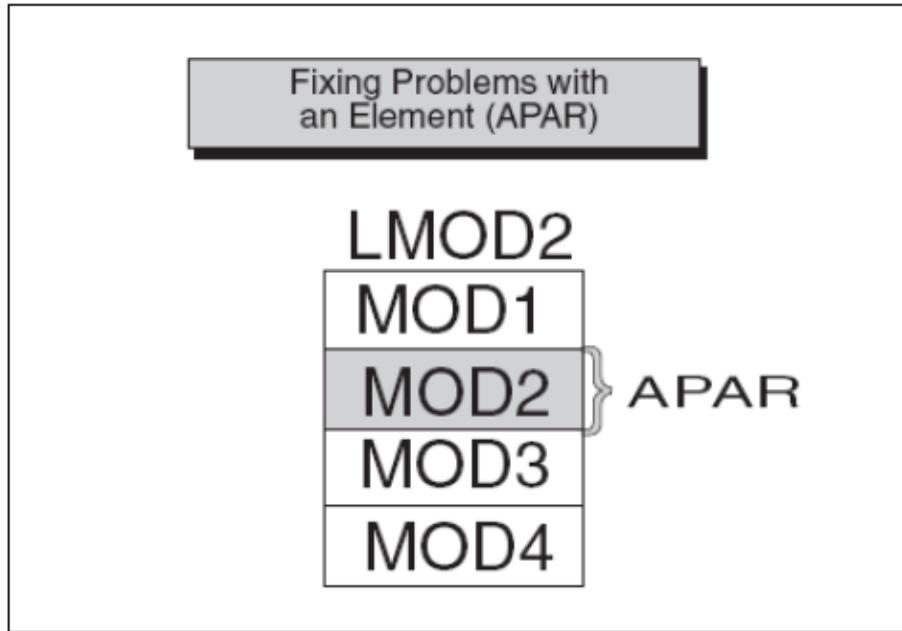 Fixing Problems with
an Element (APAR)
LMOD2
MOD1
MOD2
APAR
MOD3
MOD4